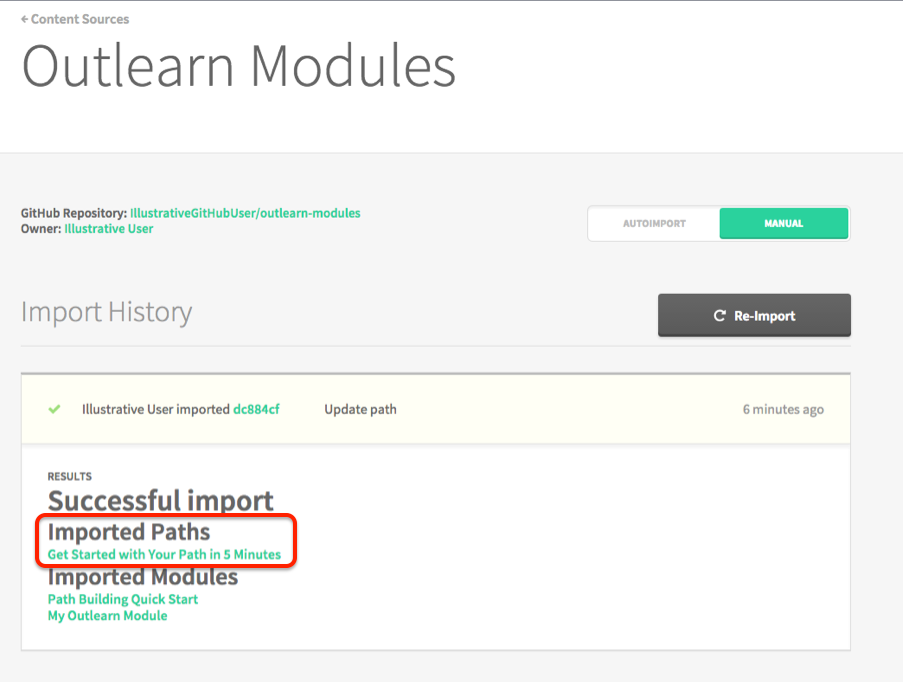 ← Content Sources
Outlearn Modules
GitHub Repository: IllustrativeGitHubUser/outlearn-modules
Owner: Illustrative User
AUTOIMPORT MANUAL
Import History
Re-Import
Illustrative User imported dc884cf Update path 6 minutes ago
RESULTS
Successful import
Imported Paths
Get Started with Your Path in 5 Minutes
Imported Modules
Path Building Quick Start
My Outlearn Module